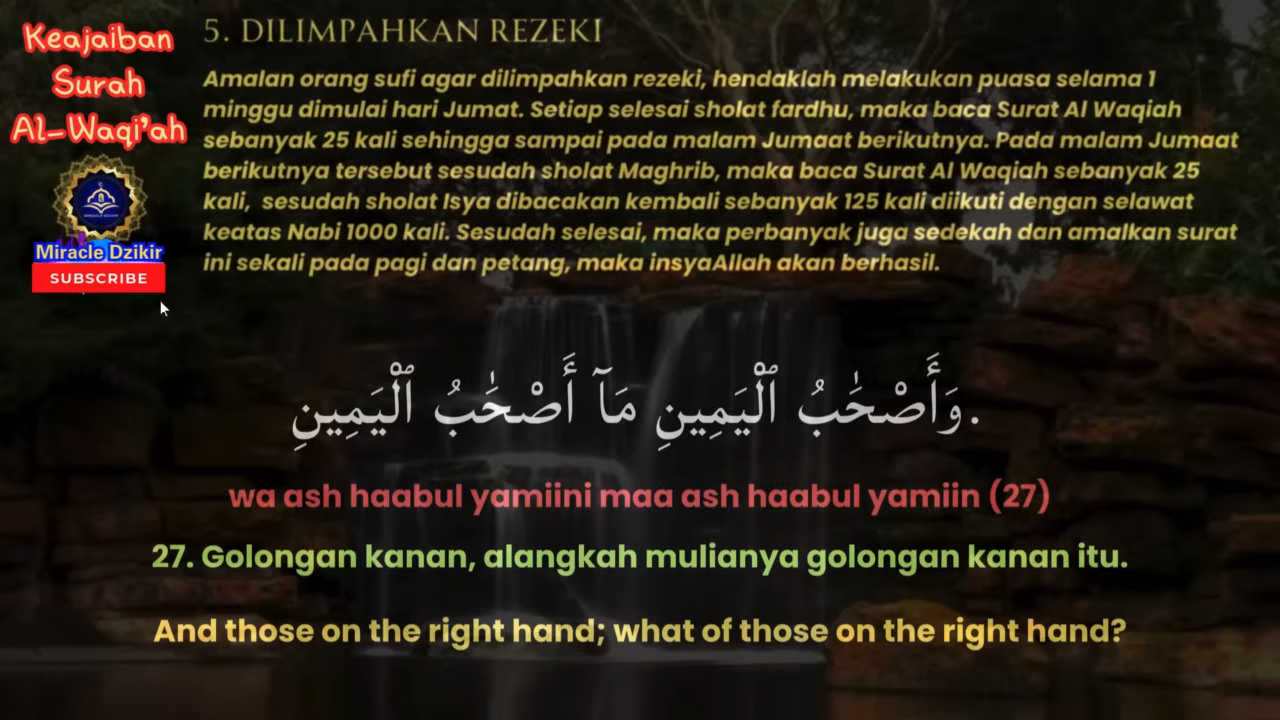 Keajaiban
Surah
Al-Waqi'ah
Miracle Dzikir
SUBSCRIBE
5. DILIMPAHKAN REZEKI
Amalan orang sufi agar dilimpahkan rezeki, hendaklah melakukan puasa selama 1
minggu dimulai hari Jumat. Setiap selesai sholat fardhu, maka baca Surat Al Waqiah
sebanyak 25 kali sehingga sampai pada malam Jumaat berikutnya. Pada malam Jumaat
berikutnya tersebut sesudah sholat Maghrib, maka baca Surat Al Waqiah sebanyak 25
kali,  sesudah sholat Isya dibacakan kembali sebanyak 125 kali diikuti dengan selawat
keatas Nabi 1000 kali. Sesudah selesai, maka perbanyak juga sedekah dan amalkan surat
ini sekali pada pagi dan petang, maka insyaAllah akan berhasil.
.وَأَصْحَٰبُ ٱلْيَمِينِ مَآ أَصْحَٰبُ ٱلْيَمِينِ
wa ash haabul yamiini maa ash haabul yamiin (27)
27. Golongan kanan, alangkah mulianya golongan kanan itu.
And those on the right hand; what of those on the right hand?